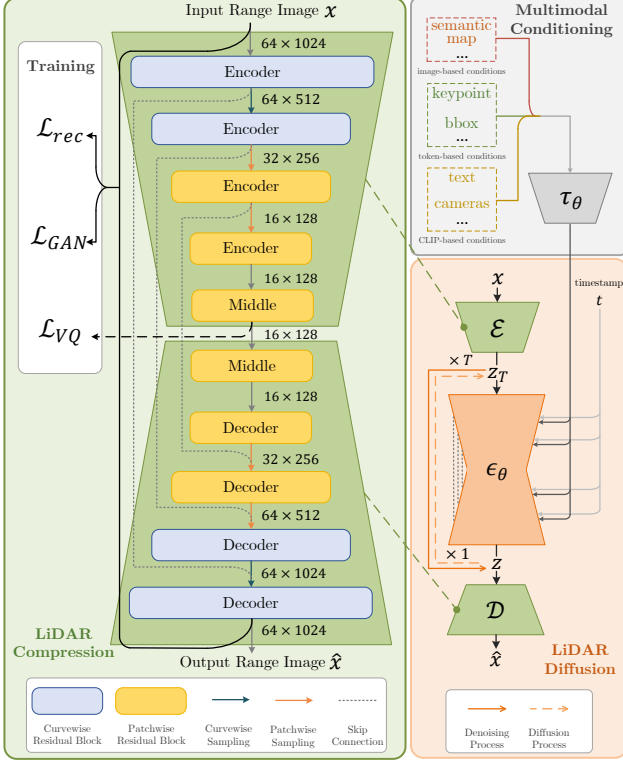 Input Range Image x
64 × 1024
Training
Encoder
64 × 512
ℒrec
Encoder
32 × 256
Encoder
16 × 128
ℒGAN
Encoder
16 × 128
Middle
ℒVQ
16 × 128
Middle
16 × 128
Decoder
32 × 256
Decoder
64 × 512
Decoder
64 × 1024
Decoder
64 × 1024
LiDAR
Compression
Output Range Image x̂
Curvewise
Residual Block
Patchwise
Residual Block
Curvewise
Sampling
Patchwise
Sampling
Skip
Connection
Multimodal
Conditioning
semantic
map
...
image-based conditions
keypoint
bbox
...
token-based conditions
text
cameras
...
CLIP-based conditions
τθ
x
timestamp
t
ℰ
× T
zT
ϵθ
× 1
z
𝒟
x̂
LiDAR
Diffusion
Denoising
Process
Diffusion
Process